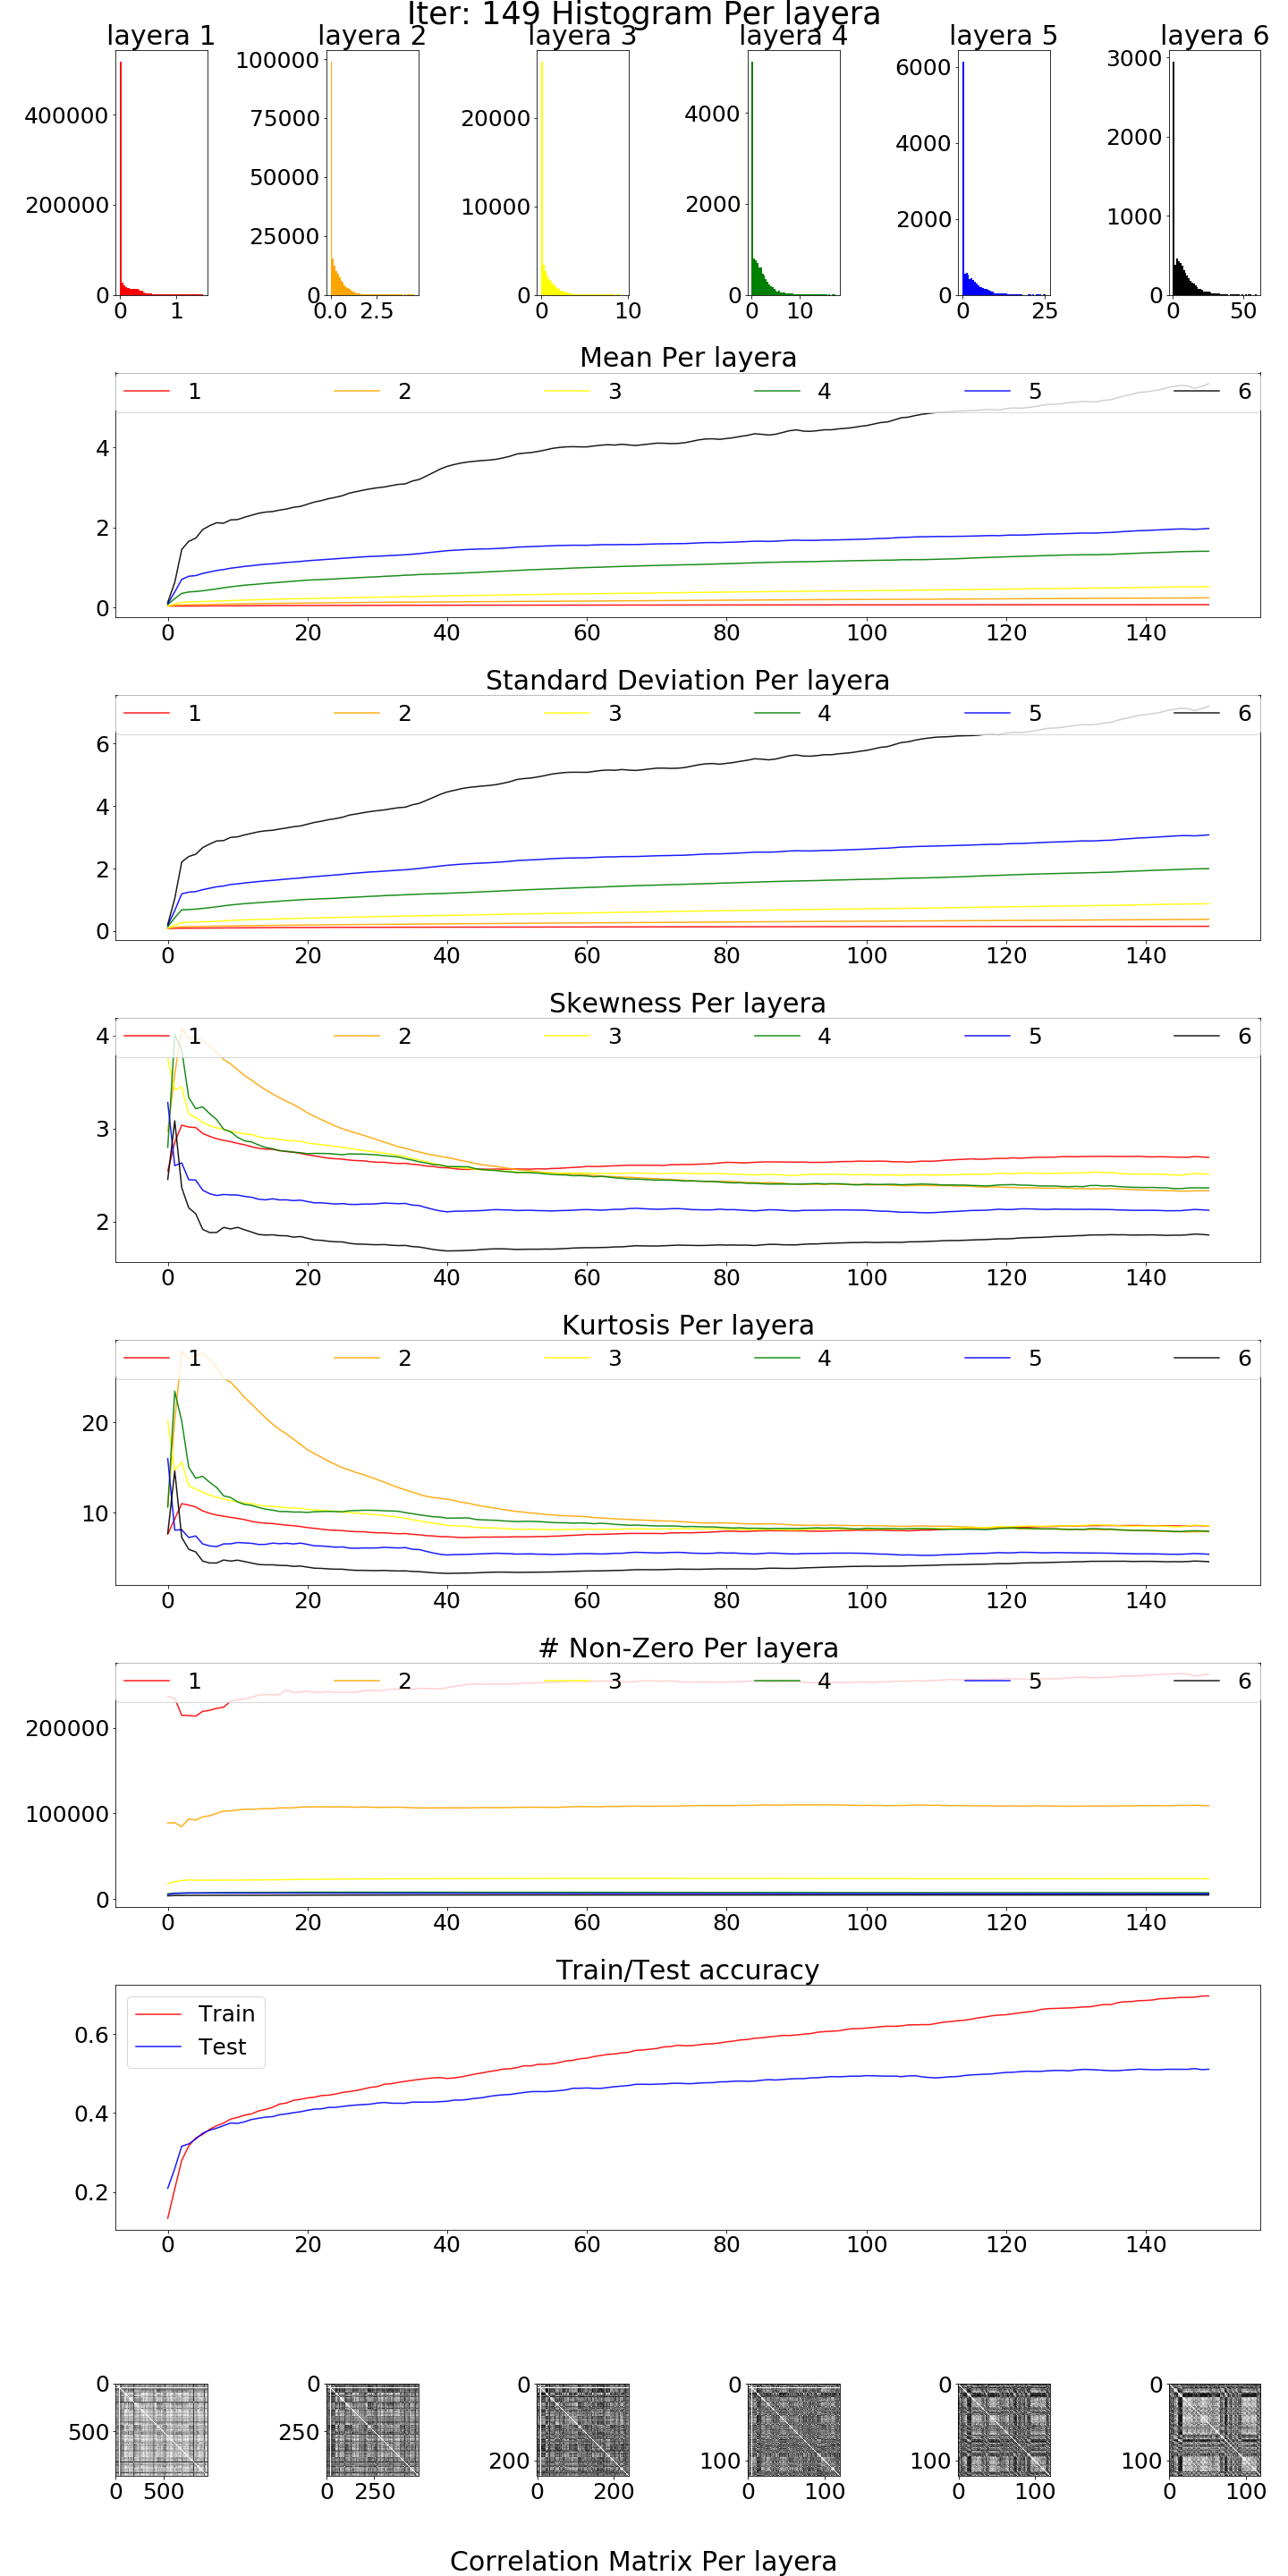 Iter: 149 Histogram Per layera
layera 1 layera 2 layera 3 layera 4 layera 5 layera 6
400000
200000
0
0 1
100000
75000
50000
25000
0
0.0 2.5
20000
10000
0
0 10
4000
2000
0
0 10
6000
4000
2000
0
0 25
3000
2000
1000
0
0 50
Mean Per layera
1 2 3 4 5 6
4
2
0
0 20 40 60 80 100 120 140
Standard Deviation Per layera
1 2 3 4 5 6
6
4
2
0
0 20 40 60 80 100 120 140
Skewness Per layera
1 2 3 4 5 6
4
3
2
0 20 40 60 80 100 120 140
Kurtosis Per layera
1 2 3 4 5 6
20
10
0 20 40 60 80 100 120 140
# Non-Zero Per layera
1 2 3 4 5 6
200000
100000
0
0 20 40 60 80 100 120 140
Train/Test accuracy
Train
Test
0.6
0.4
0.2
0 20 40 60 80 100 120 140
0
500
0 500
0
250
0 250
0
200
0 200
0
100
0 100
0
100
0 100
0
100
0 100
Correlation Matrix Per layera